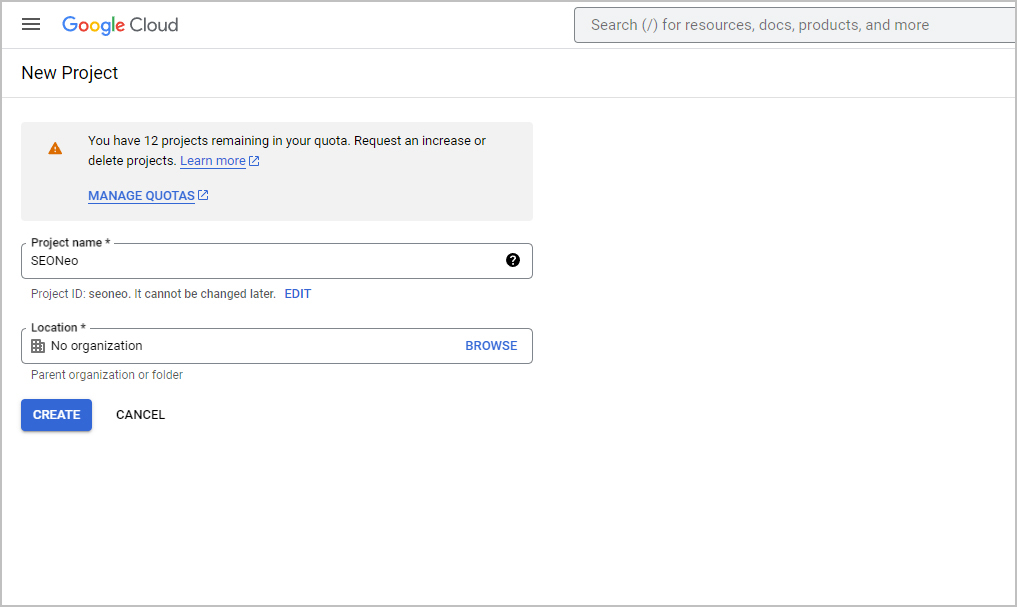 Google Cloud
Search (/) for resources, docs, products, and more
New Project
You have 12 projects remaining in your quota. Request an increase or
delete projects. Learn more
MANAGE QUOTAS
Project name *
SEONeo
Project ID: seoneo. It cannot be changed later. EDIT
Location *
No organization BROWSE
Parent organization or folder
CREATE CANCEL